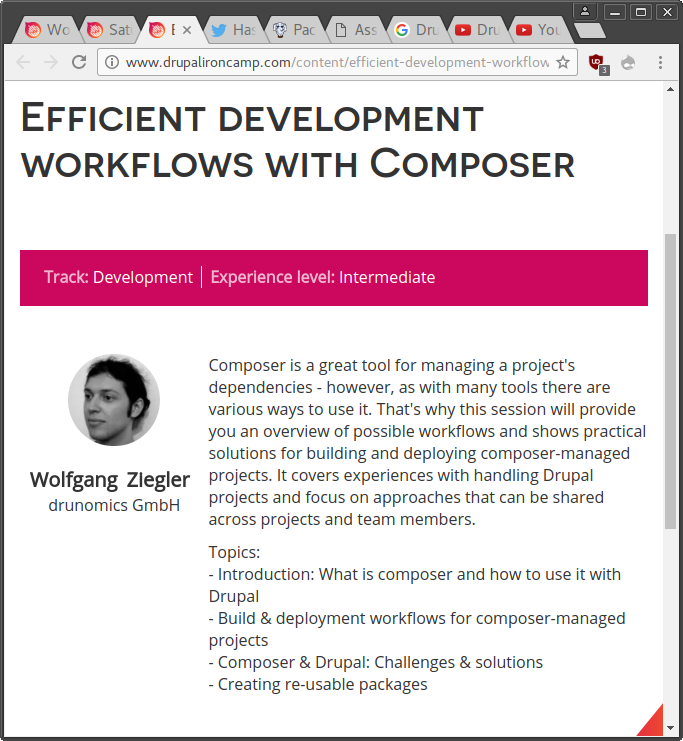 Wo
Sat
E
Has
Pac
Ass
Dru
Dru
You
www.drupalironcamp.com/content/efficient-development-workflow
3
Efficient development
workflows with Composer
Track: Development
Experience level: Intermediate
Wolfgang Ziegler
drunomics GmbH
Composer is a great tool for managing a project's
dependencies - however, as with many tools there are
various ways to use it. That's why this session will provide
you an overview of possible workflows and shows practical
solutions for building and deploying composer-managed
projects. It covers experiences with handling Drupal
projects and focus on approaches that can be shared
across projects and team members.
Topics:
- Introduction: What is composer and how to use it with
Drupal
- Build & deployment workflows for composer-managed
projects
- Composer & Drupal: Challenges & solutions
- Creating re-usable packages